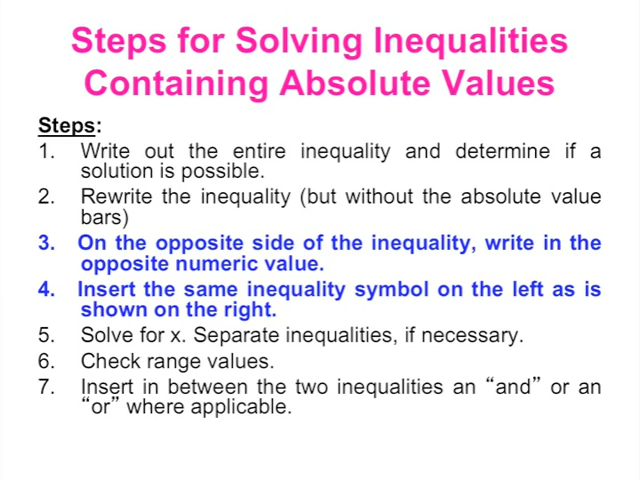 Steps for Solving Inequalities
Containing Absolute Values
Steps:
1. Write out the entire inequality and determine if a
solution is possible.
2. Rewrite the inequality (but without the absolute value
bars)
3. On the opposite side of the inequality, write in the
opposite numeric value.
4. Insert the same inequality symbol on the left as is
shown on the right.
5. Solve for x. Separate inequalities, if necessary.
6. Check range values.
7. Insert in between the two inequalities an “and” or an
“or” where applicable.